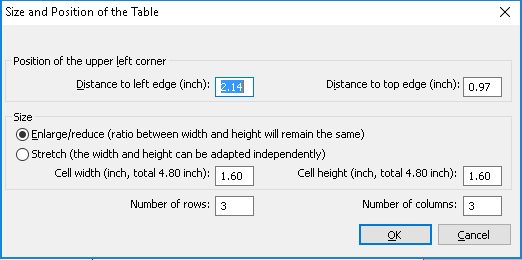 Size and Position of the Table
Position of the upper left corner
Distance to left edge (inch): 2.14 Distance to top edge (inch): 0.97
Size
Enlarge/reduce (ratio between width and height will remain the same)
Stretch (the width and height can be adapted independently)
Cell width (inch, total 4.80 inch): 1.60 Cell height (inch, total 4.80 inch): 1.60
Number of rows: 3 Number of columns: 3
OK Cancel